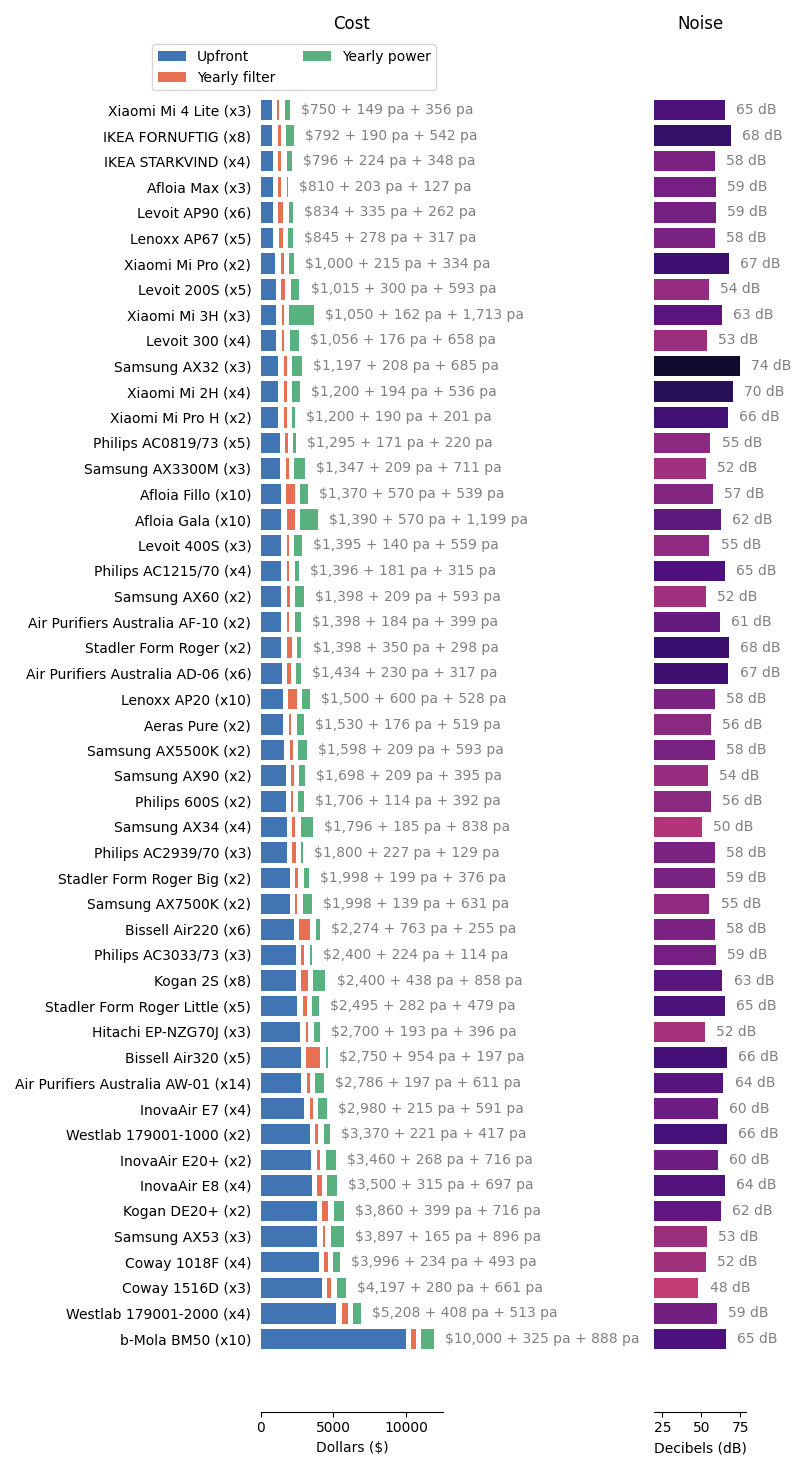 Cost Noise
Upfront Yearly power
Yearly filter
Xiaomi Mi 4 Lite (x3) $750 + 149 pa + 356 pa 65 dB
IKEA FORNUFTIG (x8) $792 + 190 pa + 542 pa 68 dB
IKEA STARKVIND (x4) $796 + 224 pa + 348 pa 58 dB
Afloia Max (x3) $810 + 203 pa + 127 pa 59 dB
Levoit AP90 (x6) $834 + 335 pa + 262 pa 59 dB
Lenoxx AP67 (x5) $845 + 278 pa + 317 pa 58 dB
Xiaomi Mi Pro (x2) $1,000 + 215 pa + 334 pa 67 dB
Levoit 200S (x5) $1,015 + 300 pa + 593 pa 54 dB
Xiaomi Mi 3H (x3) $1,050 + 162 pa + 1,713 pa 63 dB
Levoit 300 (x4) $1,056 + 176 pa + 658 pa 53 dB
Samsung AX32 (x3) $1,197 + 208 pa + 685 pa 74 dB
Xiaomi Mi 2H (x4) $1,200 + 194 pa + 536 pa 70 dB
Xiaomi Mi Pro H (x2) $1,200 + 190 pa + 201 pa 66 dB
Philips AC0819/73 (x5) $1,295 + 171 pa + 220 pa 55 dB
Samsung AX3300M (x3) $1,347 + 209 pa + 711 pa 52 dB
Afloia Fillo (x10) $1,370 + 570 pa + 539 pa 57 dB
Afloia Gala (x10) $1,390 + 570 pa + 1,199 pa 62 dB
Levoit 400S (x3) $1,395 + 140 pa + 559 pa 55 dB
Philips AC1215/70 (x4) $1,396 + 181 pa + 315 pa 65 dB
Samsung AX60 (x2) $1,398 + 209 pa + 593 pa 52 dB
Air Purifiers Australia AF-10 (x2) $1,398 + 184 pa + 399 pa 61 dB
Stadler Form Roger (x2) $1,398 + 350 pa + 298 pa 68 dB
Air Purifiers Australia AD-06 (x6) $1,434 + 230 pa + 317 pa 67 dB
Lenoxx AP20 (x10) $1,500 + 600 pa + 528 pa 58 dB
Aeras Pure (x2) $1,530 + 176 pa + 519 pa 56 dB
Samsung AX5500K (x2) $1,598 + 209 pa + 593 pa 58 dB
Samsung AX90 (x2) $1,698 + 209 pa + 395 pa 54 dB
Philips 600S (x2) $1,706 + 114 pa + 392 pa 56 dB
Samsung AX34 (x4) $1,796 + 185 pa + 838 pa 50 dB
Philips AC2939/70 (x3) $1,800 + 227 pa + 129 pa 58 dB
Stadler Form Roger Big (x2) $1,998 + 199 pa + 376 pa 59 dB
Samsung AX7500K (x2) $1,998 + 139 pa + 631 pa 55 dB
Bissell Air220 (x6) $2,274 + 763 pa + 255 pa 58 dB
Philips AC3033/73 (x3) $2,400 + 224 pa + 114 pa 59 dB
Kogan 2S (x8) $2,400 + 438 pa + 858 pa 63 dB
Stadler Form Roger Little (x5) $2,495 + 282 pa + 479 pa 65 dB
Hitachi EP-NZG70J (x3) $2,700 + 193 pa + 396 pa 52 dB
Bissell Air320 (x5) $2,750 + 954 pa + 197 pa 66 dB
Air Purifiers Australia AW-01 (x14) $2,786 + 197 pa + 611 pa 64 dB
InovaAir E7 (x4) $2,980 + 215 pa + 591 pa 60 dB
Westlab 179001-1000 (x2) $3,370 + 221 pa + 417 pa 66 dB
InovaAir E20+ (x2) $3,460 + 268 pa + 716 pa 60 dB
InovaAir E8 (x4) $3,500 + 315 pa + 697 pa 64 dB
Kogan DE20+ (x2) $3,860 + 399 pa + 716 pa 62 dB
Samsung AX53 (x3) $3,897 + 165 pa + 896 pa 53 dB
Coway 1018F (x4) $3,996 + 234 pa + 493 pa 52 dB
Coway 1516D (x3) $4,197 + 280 pa + 661 pa 48 dB
Westlab 179001-2000 (x4) $5,208 + 408 pa + 513 pa 59 dB
b-Mola BM50 (x10) $10,000 + 325 pa + 888 pa 65 dB
0 5000 10000 25 50 75
Dollars ($) Decibels (dB)